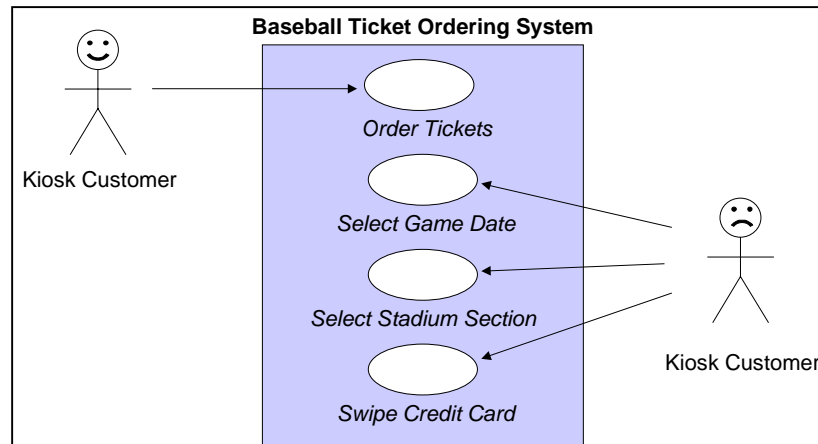 Baseball Ticket Ordering System
Order Tickets
Kiosk Customer
Select Game Date
Select Stadium Section
Kiosk Customer
Swipe Credit Card